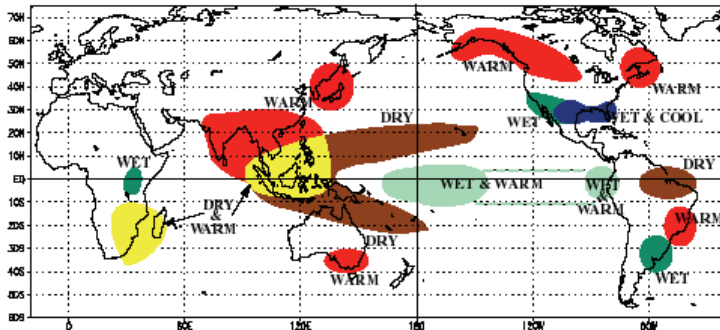 70N
60N
50N
40N
30N
20N
10N
EQ
10S
20S
30S
40S
50S
60S
WARM
WARM
WARM
DRY
WET
WET & COOL
WET
DRY
WET & WARM
WET
&
WARM
DRY
&
WARM
DRY
WARM
WARM
WET
0
60E
120E
180
120W
60W